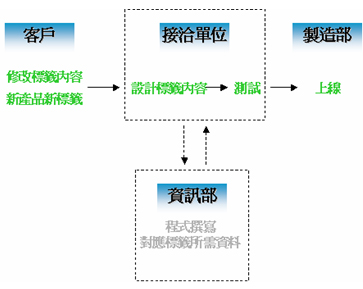 客戶
接洽單位
製造部
修改標籤內容
新產品新標籤
設計標籤內容
測試
上線
資訊部
程式撰寫
對應標籤所需資料